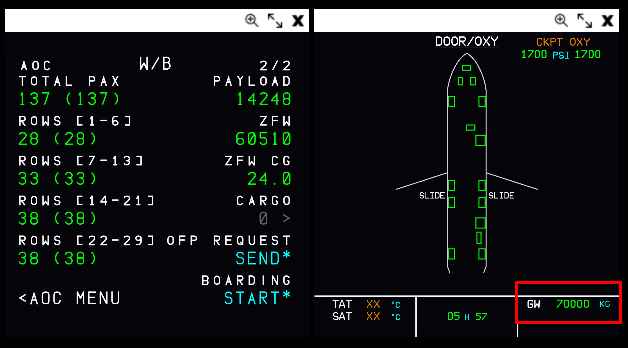 AOC W/B 2/2
TOTAL PAX PAYLOAD
137 (137) 14248
ROWS [1-6] ZFW
28 (28) 60510
ROWS [7-13] ZFW CG
33 (33) 24.0
ROWS [14-21] CARGO
38 (38) 0 >
ROWS [22-29] OFP REQUEST
38 (38) SEND*
BOARDING
<AOC MENU START*
DOOR/OXY CKPT OXY
1700 PSI 1700
SLIDE SLIDE
TAT XX °C
SAT XX °C
05 H 57
GW 70000 KG